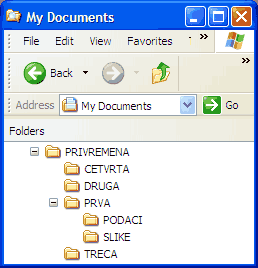 My Documents
File Edit View Favorites »
Back »
Address My Documents Go
Folders
PRIVREMENA
CETVRTA
DRUGA
PRVA
PODACI
SLIKE
TRECA